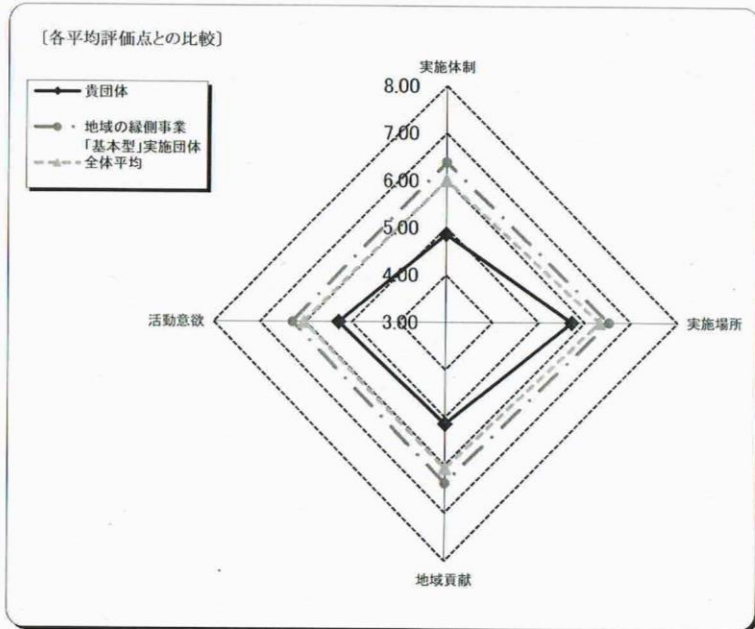 〔各平均評価点との比較〕
貴団体
地域の縁側事業
「基本型」実施団体
全体平均
実施体制
8.00
7.00
6.00
5.00
4.00
3.00
活動意欲
実施場所
地域貢献